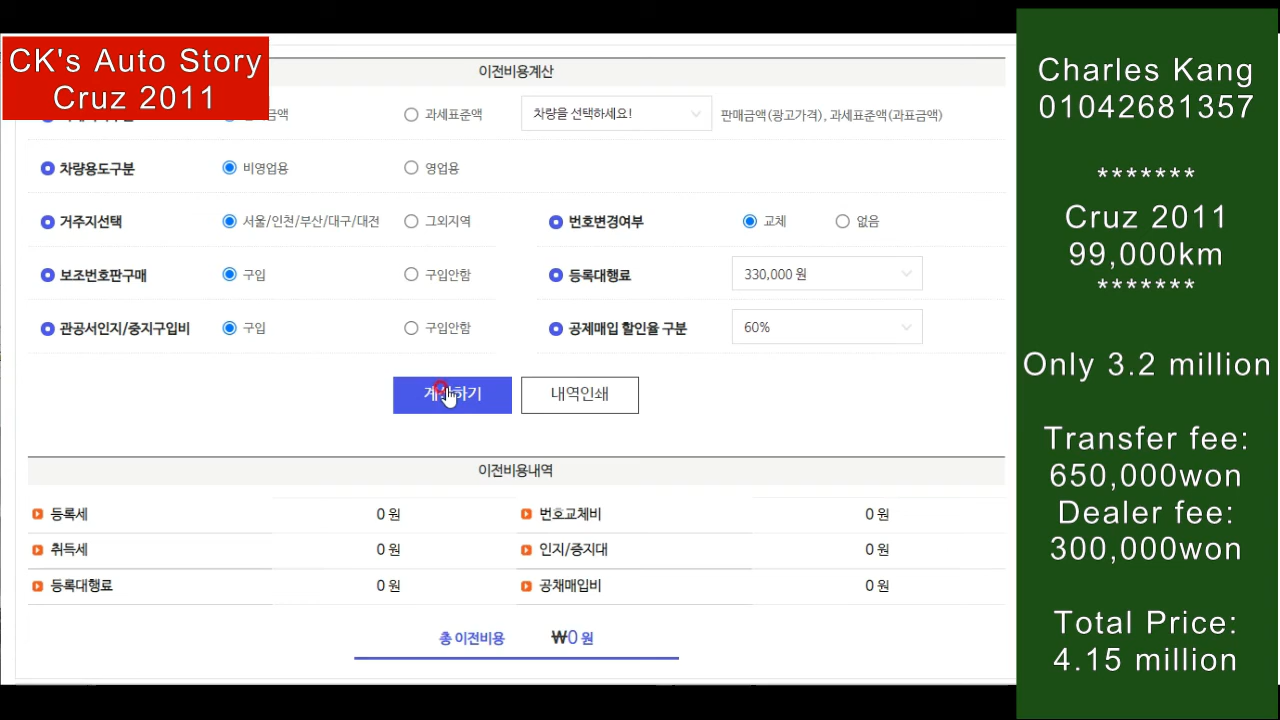 CK's Auto Story
Cruz 2011
이전비용계산
과세표준액
차량을 선택하세요!
판매금액(광고가격), 과세표준액(과표금액)
차량용도구분
비영업용
영업용
거주지선택
서울/인천/부산/대구/대전
그외지역
번호변경여부
교체
없음
보조번호판구매
구입
구입안함
등록대행료
330,000 원
관공서인지/증지구입비
구입
구입안함
공제매입 할인율 구분
60%
내역인쇄
이전비용내역
등록세
0 원
번호교체비
0 원
취득세
0 원
인지/증지대
0 원
등록대행료
0 원
공채매입비
0 원
총 이전비용
₩0 원
Charles Kang
01042681357
*******
Cruz 2011
99,000km
*******
Only 3.2 million
Transfer fee:
650,000won
Dealer fee:
300,000won
Total Price:
4.15 million